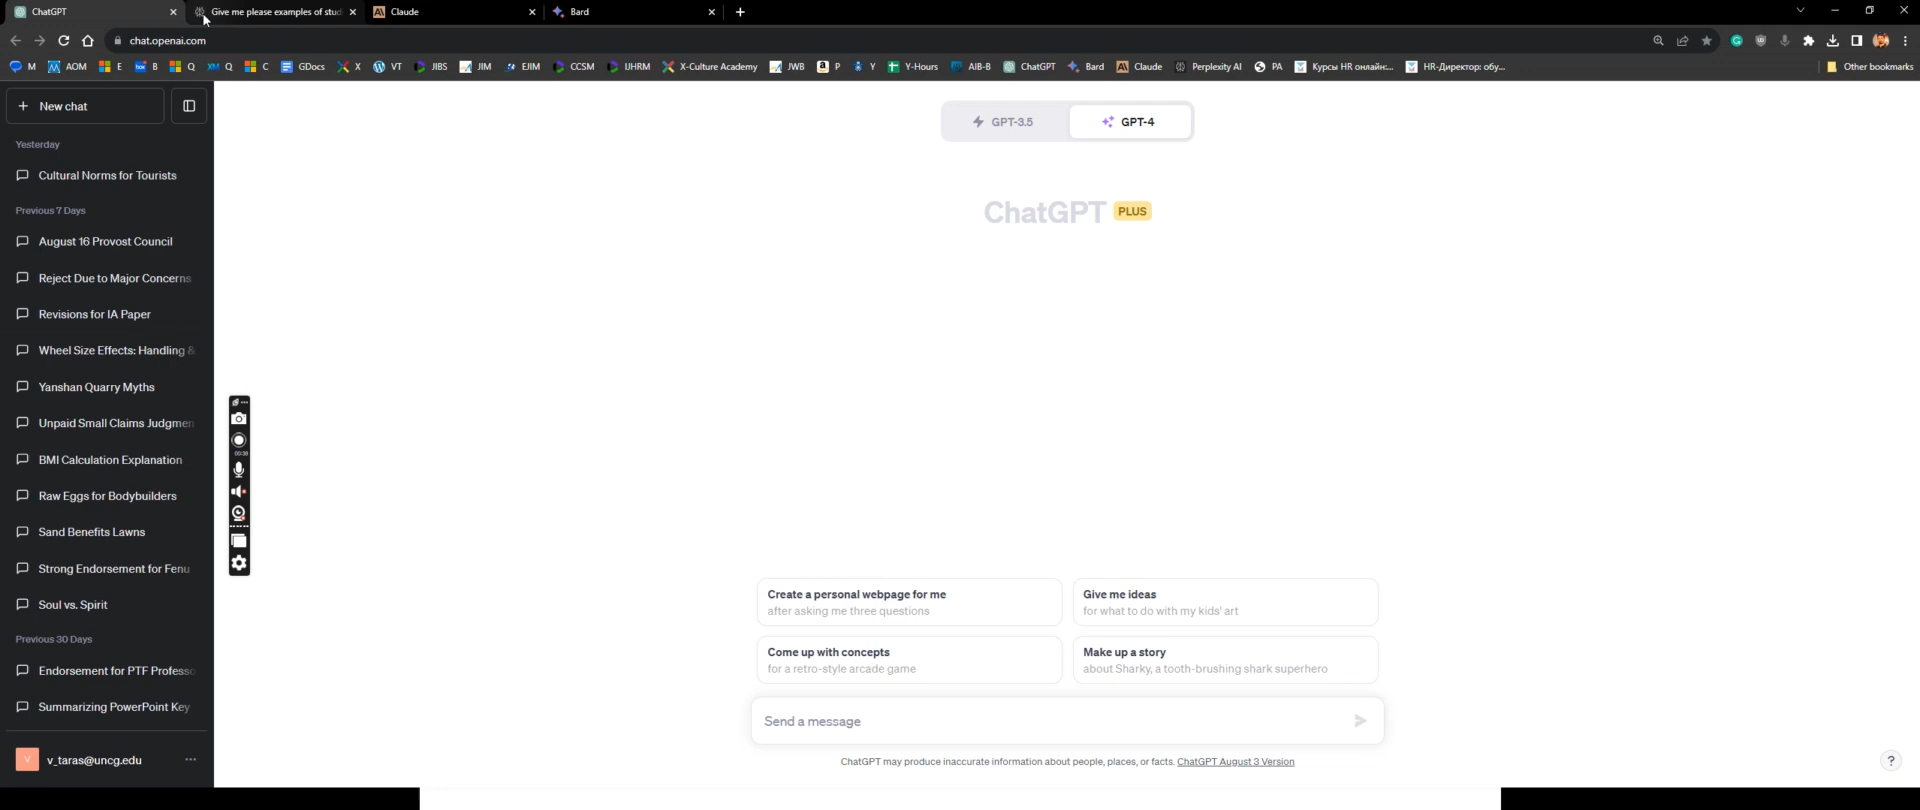 ChatGPT
Give me please examples of stud
Claude
Bard
chat.openai.com
M
AOM
E
B
Q
Q
C
GDocs
X
VT
JIBS
JIM
EJIM
CCSM
IJHRM
X-Culture Academy
JWB
P
Y
Y-Hours
AIB-B
ChatGPT
Bard
Claude
Perplexity AI
PA
Курсы HR онлайн:...
HR-Директор: обу...
Other bookmarks
New chat
Yesterday
Cultural Norms for Tourists
Previous 7 Days
August 16 Provost Council
Reject Due to Major Concerns
Revisions for IA Paper
Wheel Size Effects: Handling &
Yanshan Quarry Myths
Unpaid Small Claims Judgmen
BMI Calculation Explanation
Raw Eggs for Bodybuilders
Sand Benefits Lawns
Strong Endorsement for Fenu
Soul vs. Spirit
Previous 30 Days
Endorsement for PTF Professo
Summarizing PowerPoint Key
V
v_taras@uncg.edu
00:38
GPT-3.5
GPT-4
ChatGPT PLUS
Create a personal webpage for me
after asking me three questions
Give me ideas
for what to do with my kids' art
Come up with concepts
for a retro-style arcade game
Make up a story
about Sharky, a tooth-brushing shark superhero
Send a message
ChatGPT may produce inaccurate information about people, places, or facts. ChatGPT August 3 Version
?